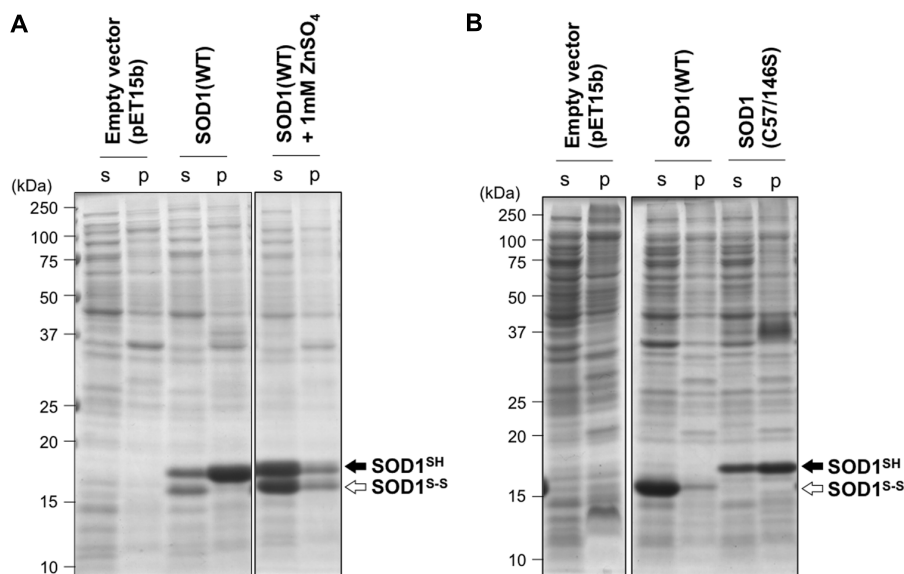 A
Empty vector
(pET15b)
SOD1(WT)
SOD1(WT)
+ 1mM ZnSO4
s p s p s p
(kDa)
250
100
75
50
37
25
20
15
10
SOD1SH
SOD1S-S
B
Empty vector
(pET15b)
SOD1(WT)
SOD1
(C57/146S)
s p s p s p
(kDa)
250
100
75
50
37
25
20
15
10
SOD1SH
SOD1S-S